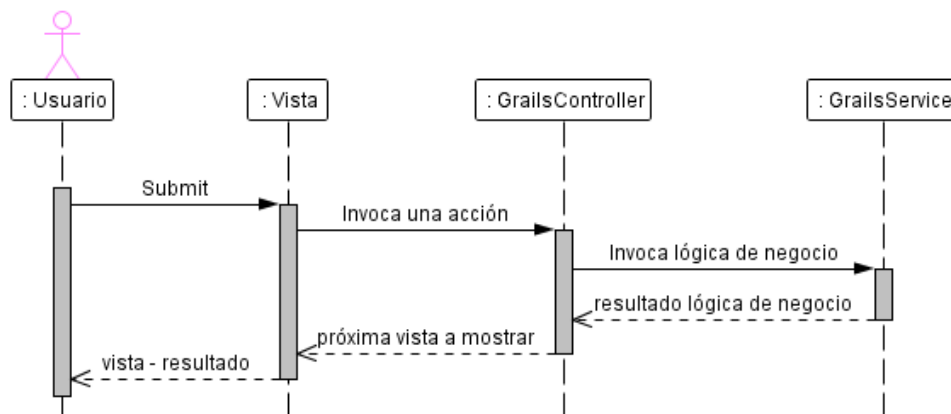 : Usuario
: Vista
: GrailsController
: GrailsService
Submit
Invoca una acción
Invoca lógica de negocio
resultado lógica de negocio
próxima vista a mostrar
vista - resultado